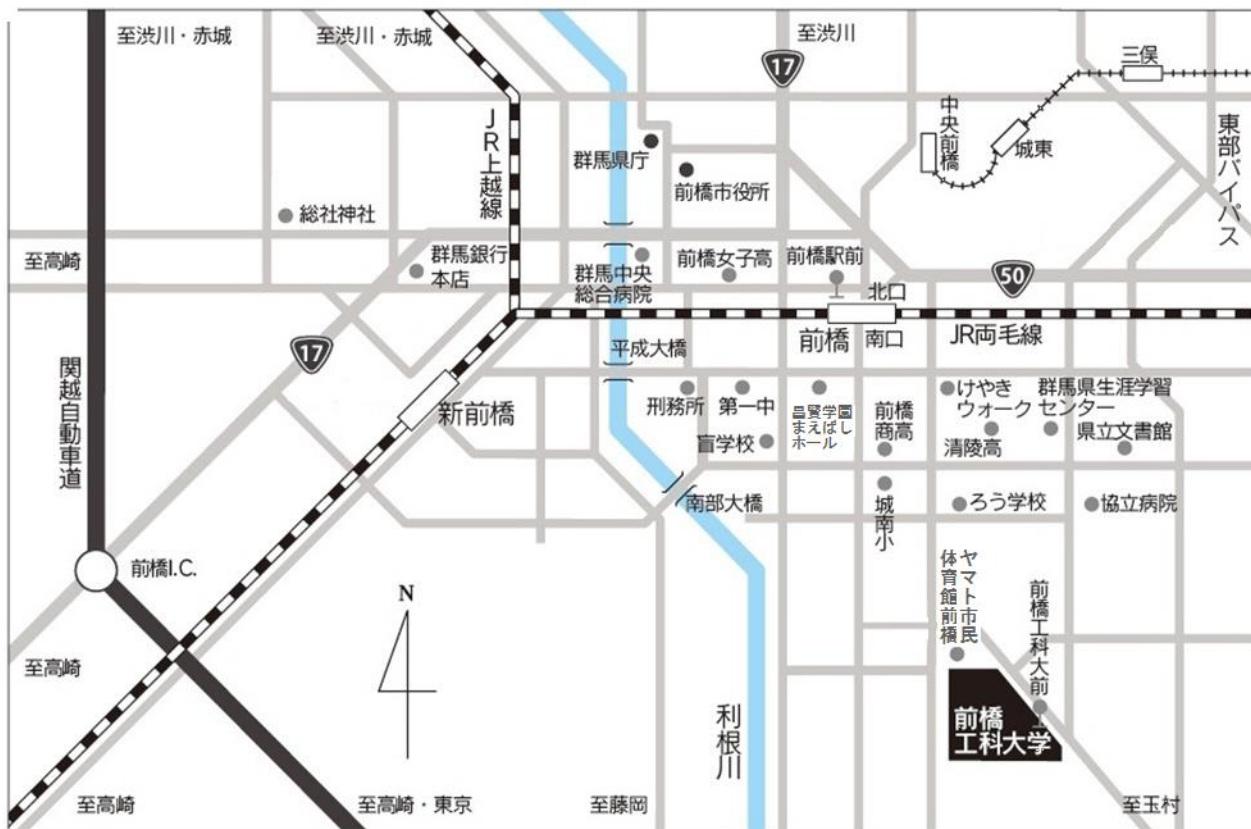 至渋川・赤城
至渋川・赤城
至渋川
17
三俣
中央前橋
城東
東部バイパス
JR上越線
群馬県庁
前橋市役所
総社神社
至高崎
群馬銀行
本店
群馬中央
総合病院
前橋女子高
前橋駅前
北口
50
17
平成大橋
前橋
南口
JR両毛線
関越自動車道
新前橋
刑務所
第一中
昌賢学園
まえばし
ホール
前橋
商高
けやき
ウォーク
群馬県生涯学習
センター
盲学校
清陵高
県立文書館
南部大橋
城南小
ろう学校
協立病院
前橋I.C.
N
ヤマト市民
体育館前橋
前橋工科大前
至高崎
利根川
前橋
工科大学
至高崎
至高崎・東京
至藤岡
至玉村